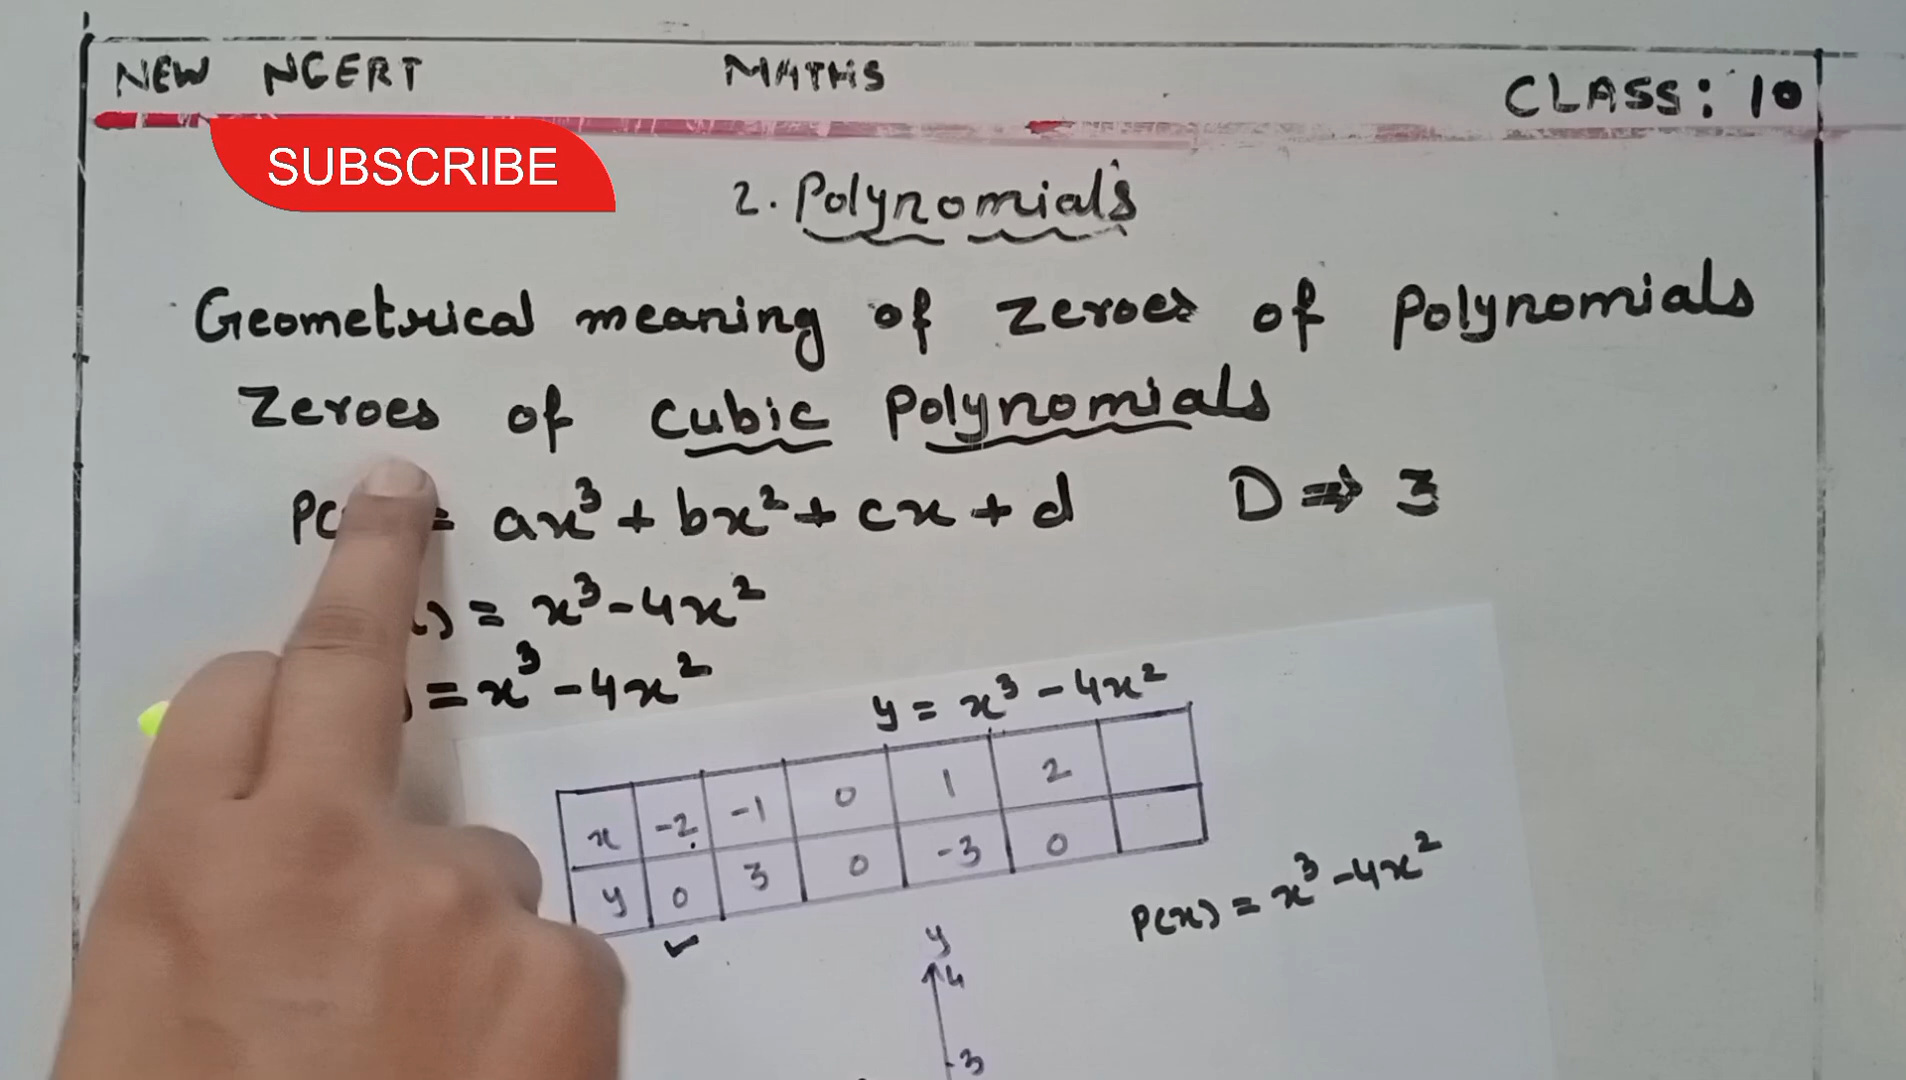 NEW NCERT MATHS CLASS: 10
SUBSCRIBE
2. Polynomials
Geometrical meaning of zeroes of Polynomials
Zeroes of cubic Polynomials
P( = ax³ + bx² + cx + d D ⇒ 3
) = x³ - 4x²
) = x³ - 4x²
y = x³ - 4x²
x -2 -1 0 1 2
y 0 3 0 -3 0
✓
P(x) = x³ - 4x²
y
4
3